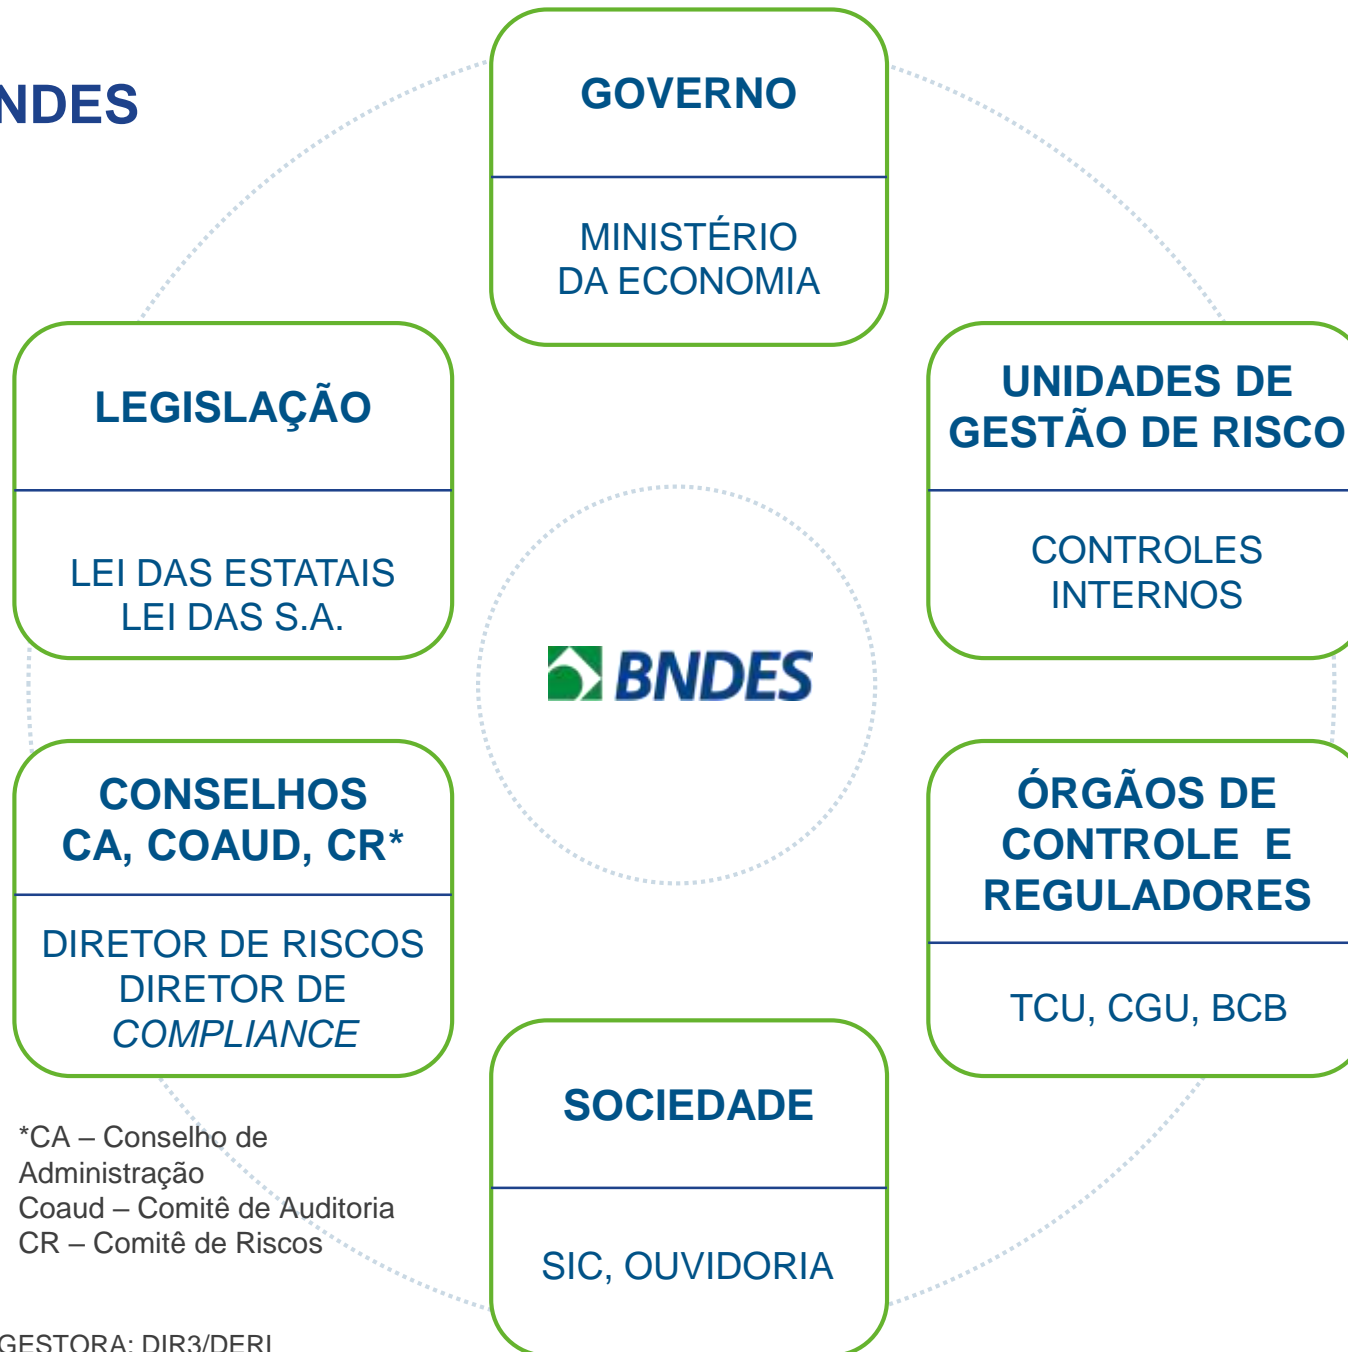 NDES
GOVERNO
MINISTÉRIO
DA ECONOMIA
LEGISLAÇÃO
LEI DAS ESTATAIS
LEI DAS S.A.
UNIDADES DE
GESTÃO DE RISCO
CONTROLES
INTERNOS
BNDES
CONSELHOS
CA, COAUD, CR*
DIRETOR DE RISCOS
DIRETOR DE
COMPLIANCE
ÓRGÃOS DE
CONTROLE E
REGULADORES
TCU, CGU, BCB
SOCIEDADE
SIC, OUVIDORIA
*CA – Conselho de
Administração
Coaud – Comitê de Auditoria
CR – Comitê de Riscos
GESTORA: DIR3/DERI